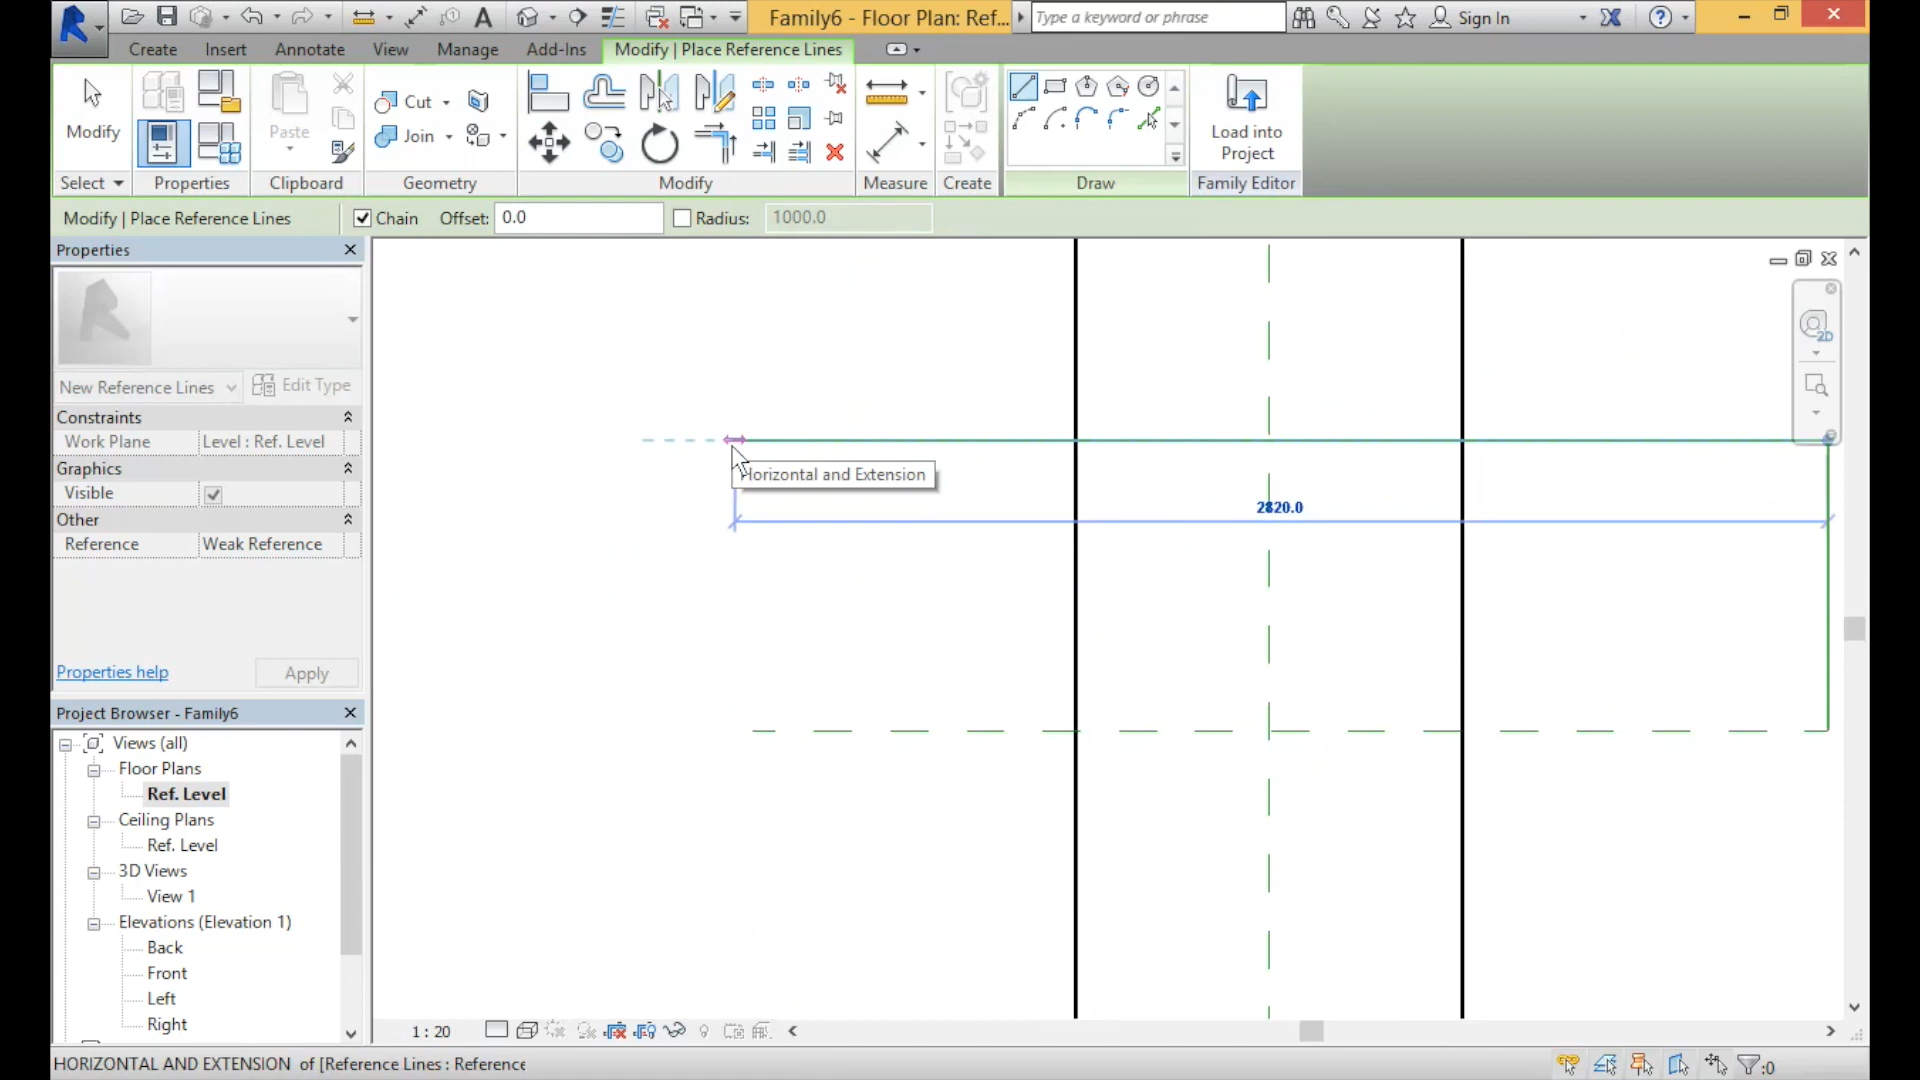 Family6 - Floor Plan: Ref...
Type a keyword or phrase
Sign In
Create Insert Annotate View Manage Add-Ins Modify | Place Reference Lines
Modify
Paste
Cut
Join
Load into
Project
Select Properties Clipboard Geometry Modify Measure Create Draw Family Editor
Modify | Place Reference Lines Chain Offset: 0.0 Radius: 1000.0
Properties
New Reference Lines Edit Type
Constraints
Work Plane Level : Ref. Level
Graphics
Visible
Other
Reference Weak Reference
Properties help Apply
Project Browser - Family6
Views (all)
Floor Plans
Ref. Level
Ceiling Plans
Ref. Level
3D Views
View 1
Elevations (Elevation 1)
Back
Front
Left
Right
Horizontal and Extension
2820.0
2D
1 : 20
HORIZONTAL AND EXTENSION of [Reference Lines : Reference
:0